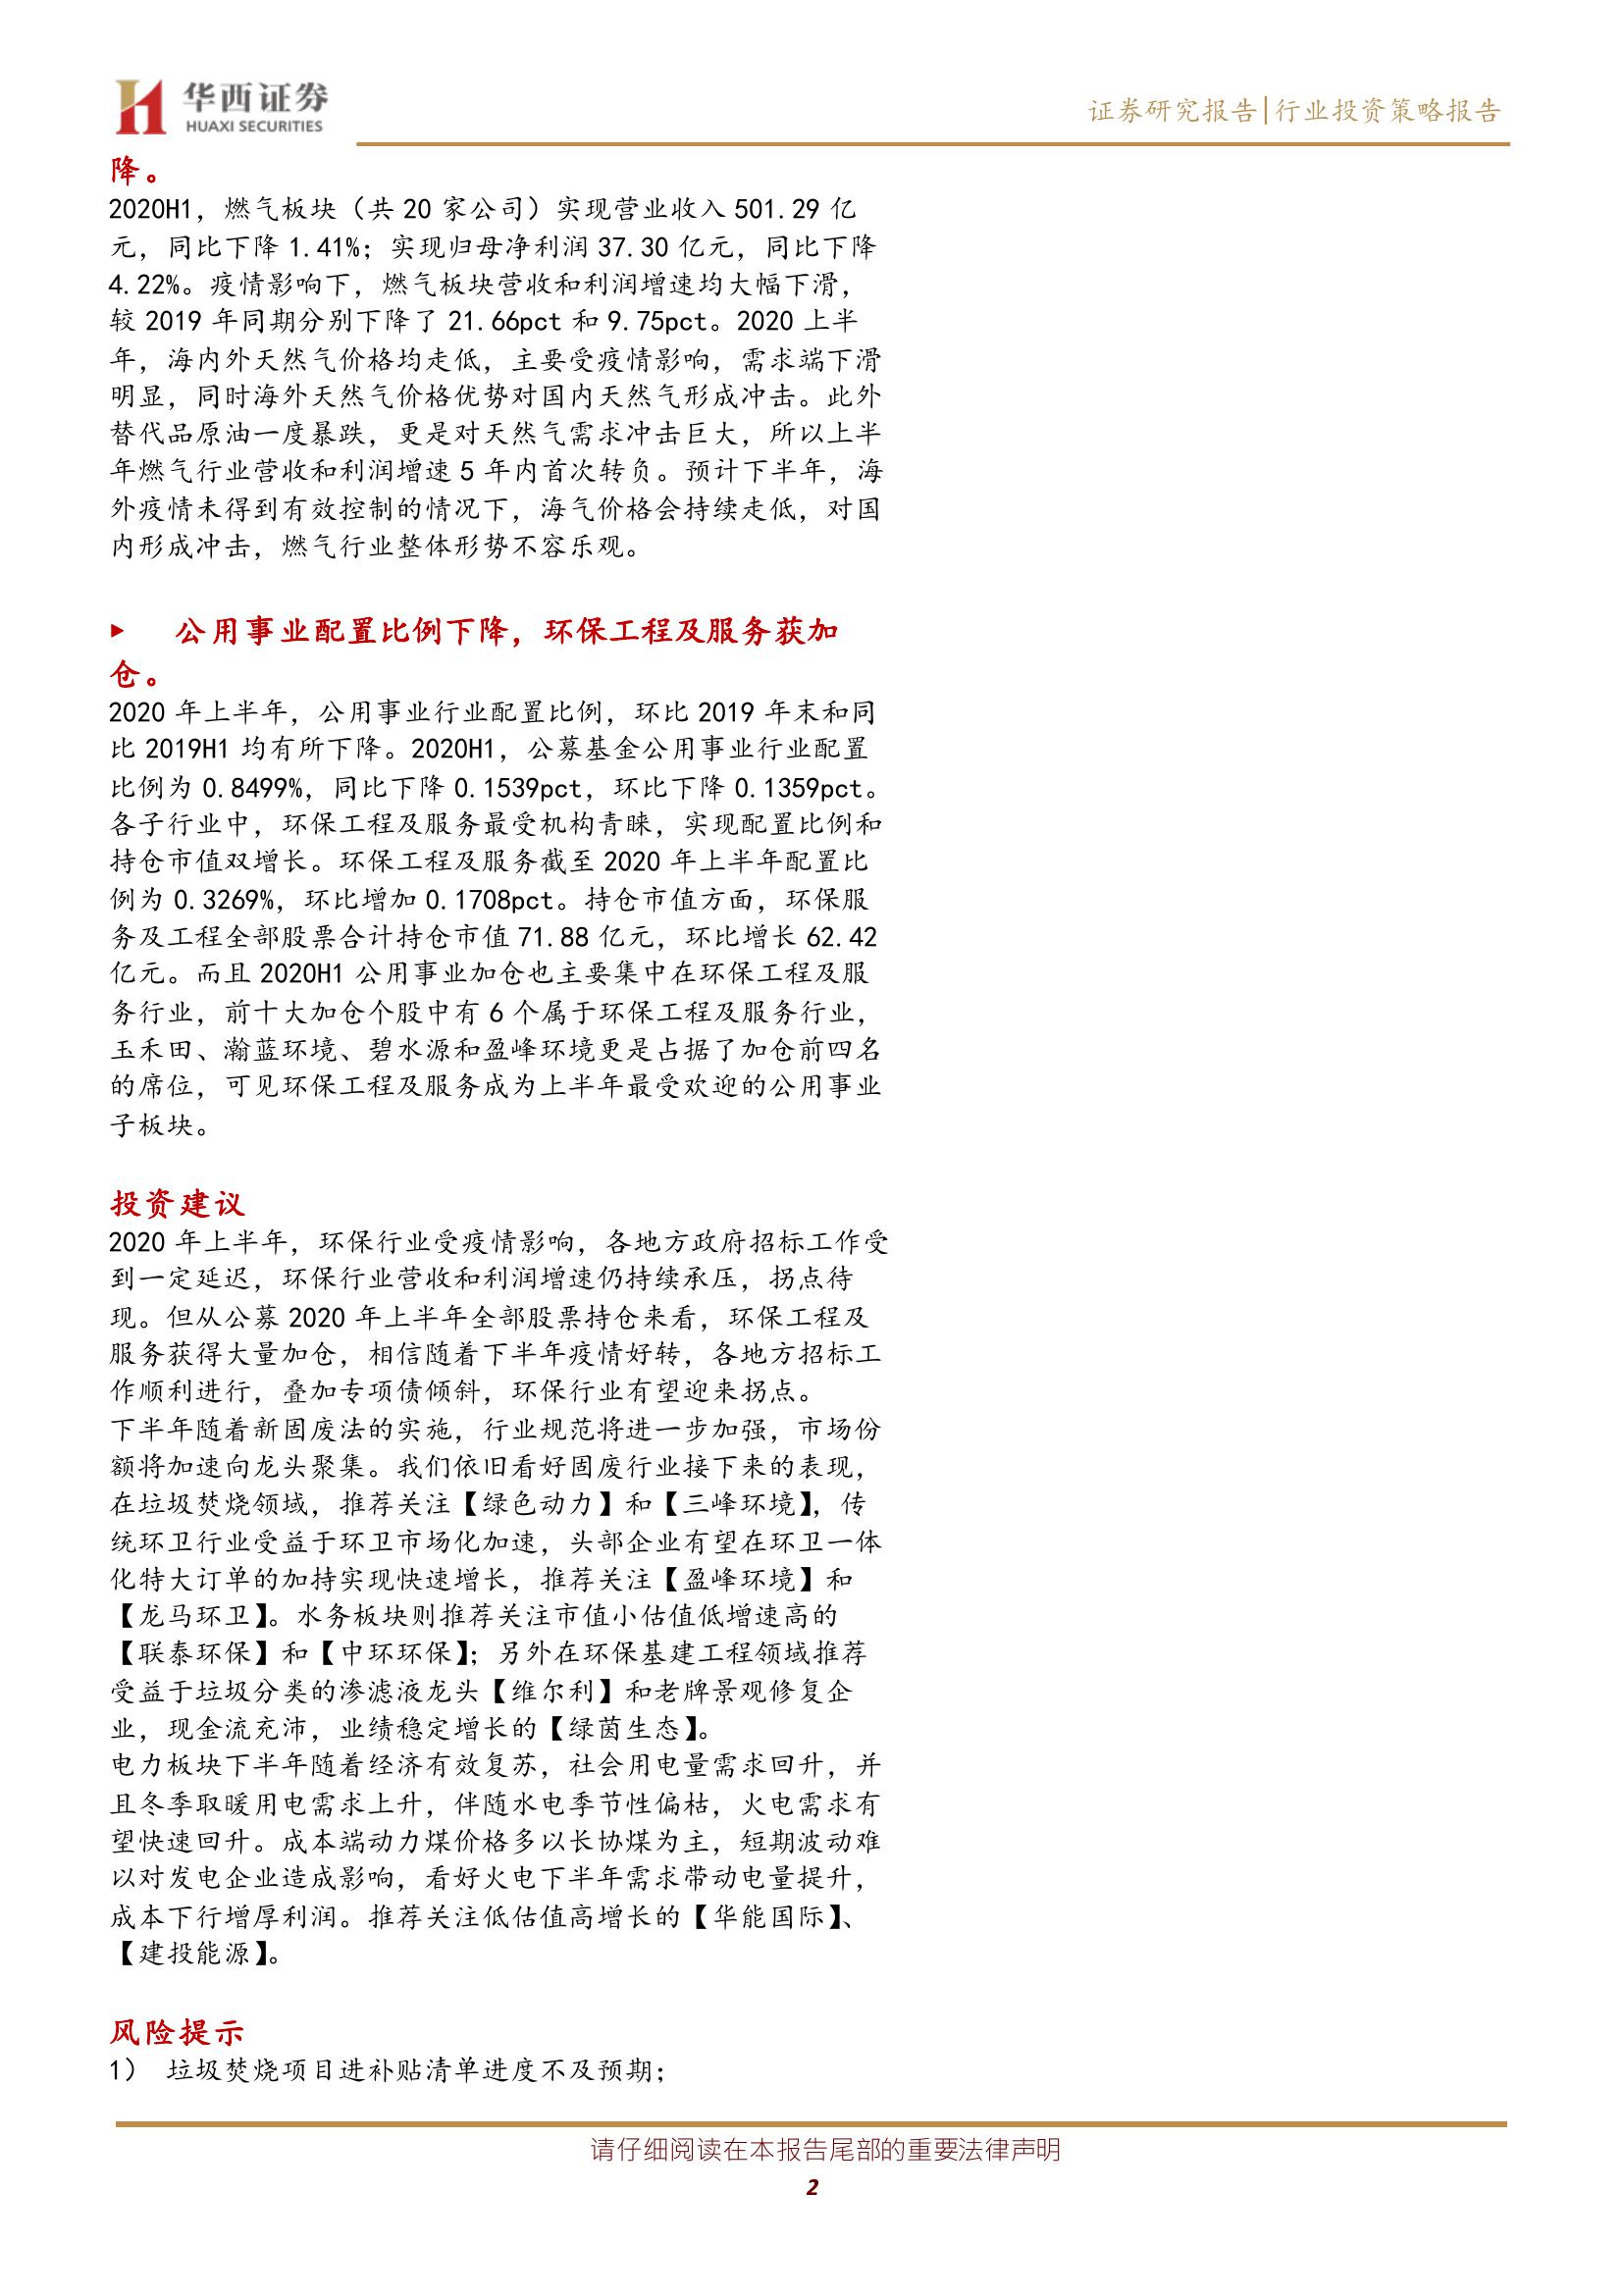 华西证券
HUAXI SECURITIES
证券研究报告|行业投资策略报告
降。
2020H1，燃气板块（共 20 家公司）实现营业收入 501.29 亿
元，同比下降 1.41%；实现归母净利润 37.30 亿元，同比下降
4.22%。疫情影响下，燃气板块营收和利润增速均大幅下滑，
较 2019 年同期分别下降了 21.66pct 和 9.75pct。2020 上半
年，海内外天然气价格均走低，主要受疫情影响，需求端下滑
明显，同时海外天然气价格优势对国内天然气形成冲击。此外
替代品原油一度暴跌，更是对天然气需求冲击巨大，所以上半
年燃气行业营收和利润增速 5 年内首次转负。预计下半年，海
外疫情未得到有效控制的情况下，海气价格会持续走低，对国
内形成冲击，燃气行业整体形势不容乐观。
▶ 公用事业配置比例下降，环保工程及服务获加
仓。
2020 年上半年，公用事业行业配置比例，环比 2019 年末和同
比 2019H1 均有所下降。2020H1，公募基金公用事业行业配置
比例为 0.8499%，同比下降 0.1539pct，环比下降 0.1359pct。
各子行业中，环保工程及服务最受机构青睐，实现配置比例和
持仓市值双增长。环保工程及服务截至 2020 年上半年配置比
例为 0.3269%，环比增加 0.1708pct。持仓市值方面，环保服
务及工程全部股票合计持仓市值 71.88 亿元，环比增长 62.42
亿元。而且 2020H1 公用事业加仓也主要集中在环保工程及服
务行业，前十大加仓个股中有 6 个属于环保工程及服务行业，
玉禾田、瀚蓝环境、碧水源和盈峰环境更是占据了加仓前四名
的席位，可见环保工程及服务成为上半年最受欢迎的公用事业
子板块。
投资建议
2020 年上半年，环保行业受疫情影响，各地方政府招标工作受
到一定延迟，环保行业营收和利润增速仍持续承压，拐点待
现。但从公募 2020 年上半年全部股票持仓来看，环保工程及
服务获得大量加仓，相信随着下半年疫情好转，各地方招标工
作顺利进行，叠加专项债倾斜，环保行业有望迎来拐点。
下半年随着新固废法的实施，行业规范将进一步加强，市场份
额将加速向龙头聚集。我们依旧看好固废行业接下来的表现，
在垃圾焚烧领域，推荐关注【绿色动力】和【三峰环境】，传
统环卫行业受益于环卫市场化加速，头部企业有望在环卫一体
化特大订单的加持实现快速增长，推荐关注【盈峰环境】和
【龙马环卫】。水务板块则推荐关注市值小估值低增速高的
【联泰环保】和【中环环保】；另外在环保基建工程领域推荐
受益于垃圾分类的渗滤液龙头【维尔利】和老牌景观修复企
业，现金流充沛，业绩稳定增长的【绿茵生态】。
电力板块下半年随着经济有效复苏，社会用电量需求回升，并
且冬季取暖用电需求上升，伴随水电季节性偏枯，火电需求有
望快速回升。成本端动力煤价格多以长协煤为主，短期波动难
以对发电企业造成影响，看好火电下半年需求带动电量提升，
成本下行增厚利润。推荐关注低估值高增长的【华能国际】、
【建投能源】。
风险提示
1） 垃圾焚烧项目进补贴清单进度不及预期；
请仔细阅读在本报告尾部的重要法律声明
2